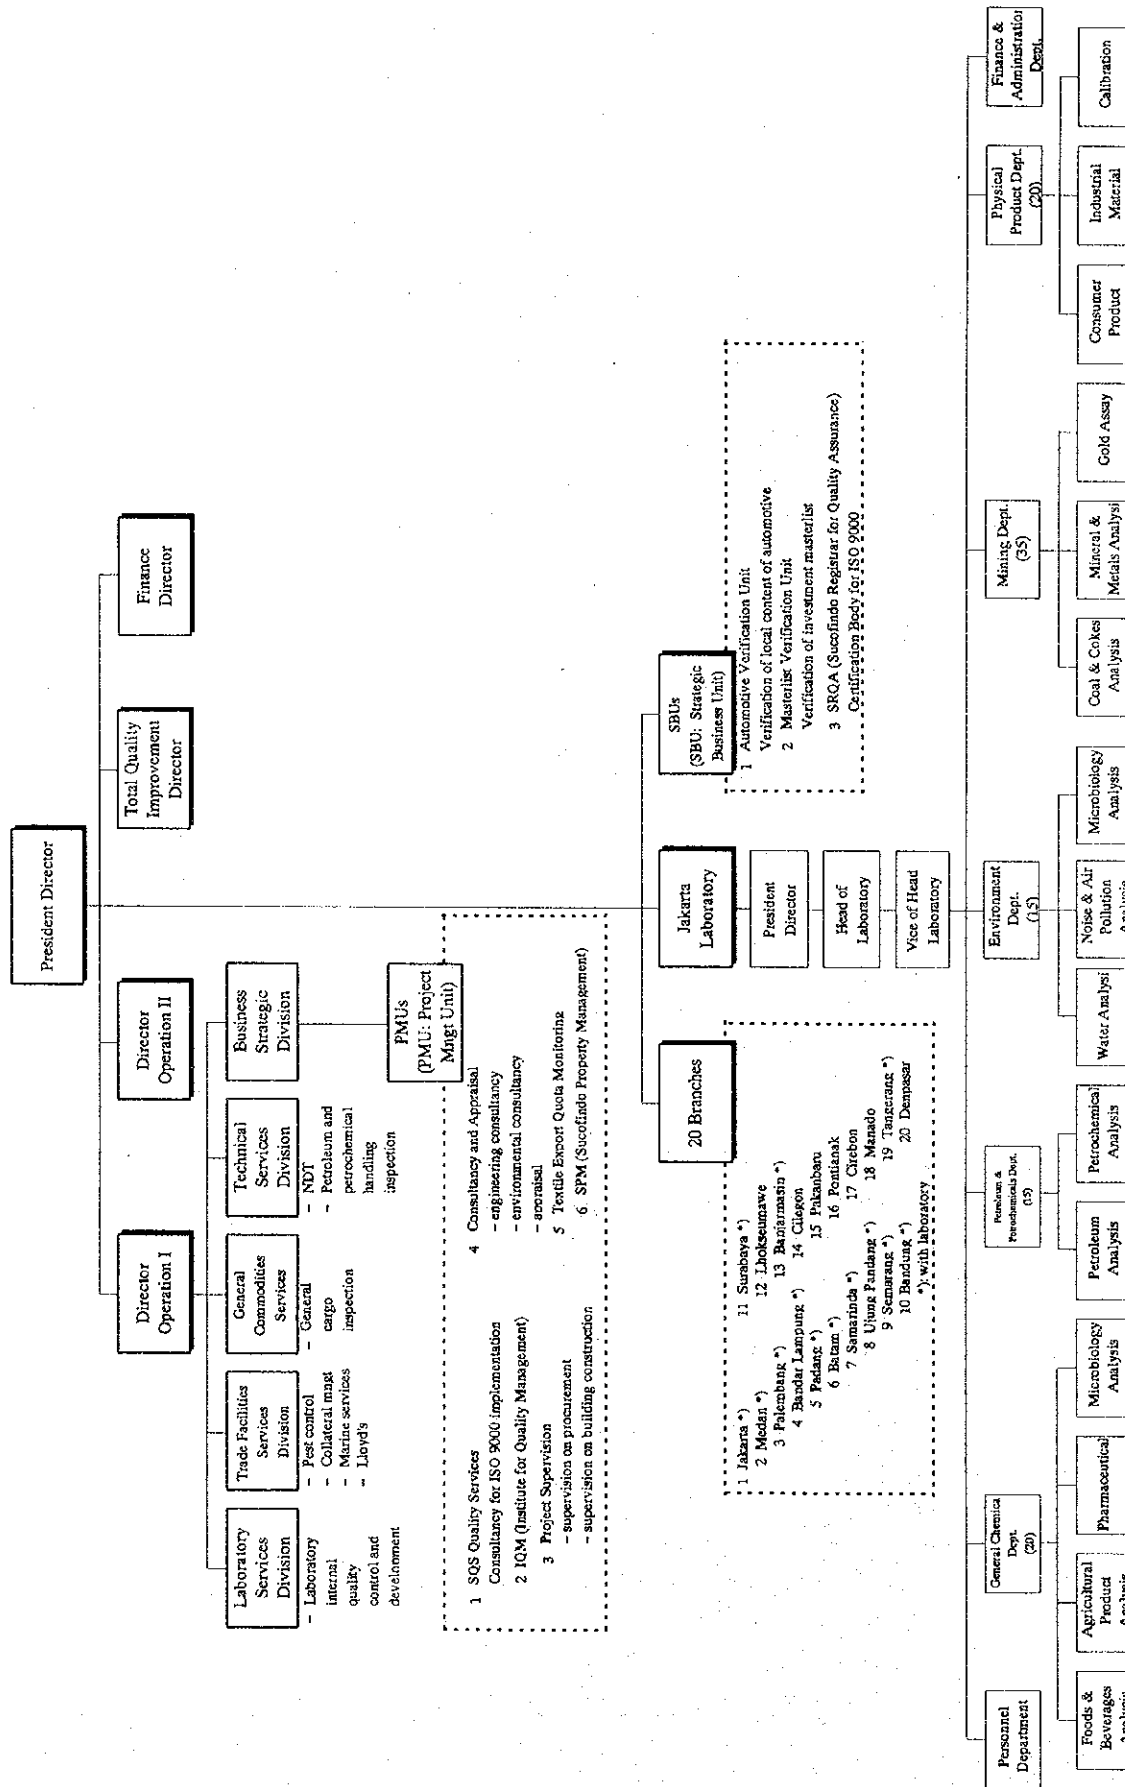 President Director
Director
Operation I
Director
Operation II
Total Quality
Improvement
Director
Finance
Director
Laboratory
Services
Division
Trade Facilities
Services
Division
General
Commodities
Services
Technical
Services
Division
Business
Strategic
Division
- Laboratory
internal
quality
control and
development
- Pest control
- Collateral mngt
- Marine services
- Lloyd's
- General
cargo
inspection
- NDT
- Petroleum and
petrochemical
handling
inspection
PMUs
(PMU: Project
Mngt Unit)
1 SQS Quality Services
Consultancy for ISO 9000 implementation
2 IQM (Institute for Quality Management)
3 Project Supervision
- supervision on procurement
- supervision on building construction
4 Consultancy and Appraisal
- engineering consultancy
- environmental consultancy
- appraisal
5 Textile Export Quota Monitoring
6 SPM (Sucofindo Property Management)
20 Branches
Jakarta
Laboratory
SBUs
(SBU: Strategic
Business Unit)
1 Jakarta *)
2 Medan *)
3 Palembang *)
4 Bandar Lampung *)
5 Padang *)
6 Batam *)
7 Samarinda *)
8 Ujung Pandang *)
9 Semarang *)
10 Bandung *)
11 Surabaya *)
12 Lhokseumawe
13 Banjarmasin *)
14 Cilegon
15 Pakanbaru
16 Pontianak
17 Cirebon
18 Manado
19 Tangerang *)
20 Denpasar
*): with laboratory
President
Director
Head of
Laboratory
Vice of Head
Laboratory
1 Automotive Verification Unit
Verification of local content of automotive
2 Masterlist Verification Unit
Verification of investment masterlist
3 SRQA (Sucofindo Registrar for Quality Assurance)
Certification Body for ISO 9000
Personnel
Department
General Chemica
Dept.
(20)
Petroleum &
Petrochemicals Dept.
(15)
Environment
Dept.
(15)
Mining Dept.
(35)
Physical
Product Dept.
(20)
Finance &
Administration
Dept.
Foods &
Beverages
Analysis
Agricultural
Product
Analysis
Pharmaceutical
Microbiology
Analysis
Petroleum
Analysis
Petrochemical
Analysis
Water Analysi
Noise & Air
Pollution
Analysis
Microbiology
Analysis
Coal & Cokes
Analysis
Mineral &
Metals Analysi
Gold Assay
Consumer
Product
Industrial
Material
Calibration